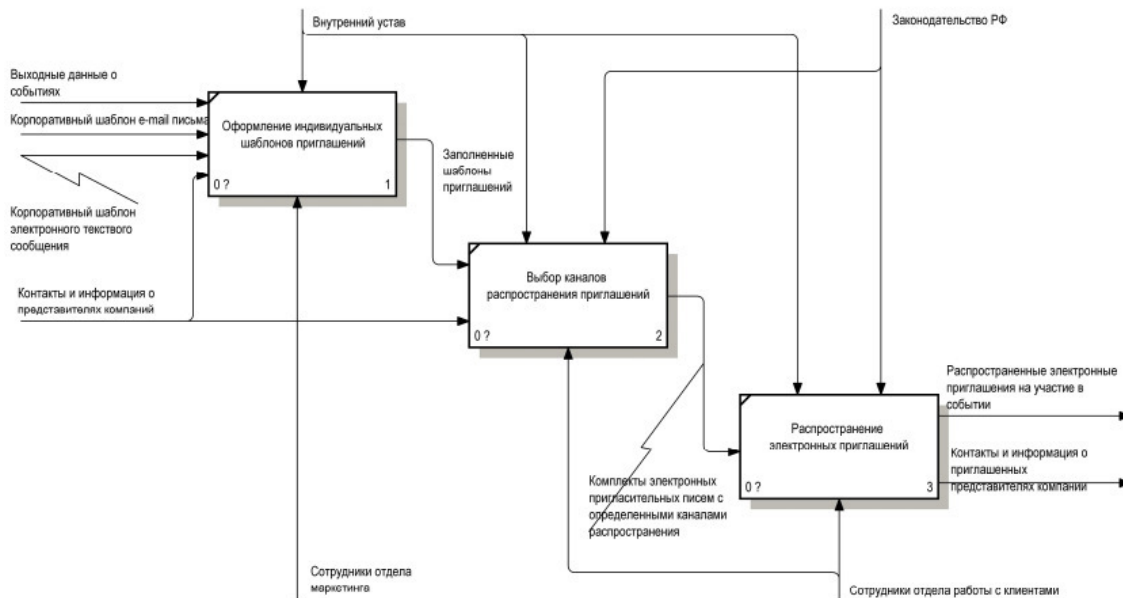 Внутренний устав
Законодательство РФ
Выходные данные о
событиях
Корпоративный шаблон e-mail письма
Оформление индивидуальных
шаблонов приглашений
0 ?
1
Заполненные
шаблоны
приглашений
Корпоративный шаблон
электронного текствого
сообщения
Контакты и информация о
представителях компаний
Выбор каналов
распространения приглашений
0 ?
2
Распространенные электронные
приглашения на участие в
событии
Распространение
электронных приглашений
0 ?
3
Контакты и информация о
приглашенных
представителях компании
Комплекты электронных
пригласительных писем с
определенными каналами
распространения
Сотрудники отдела
маркетинга
Сотрудники отдела работы с клиентами